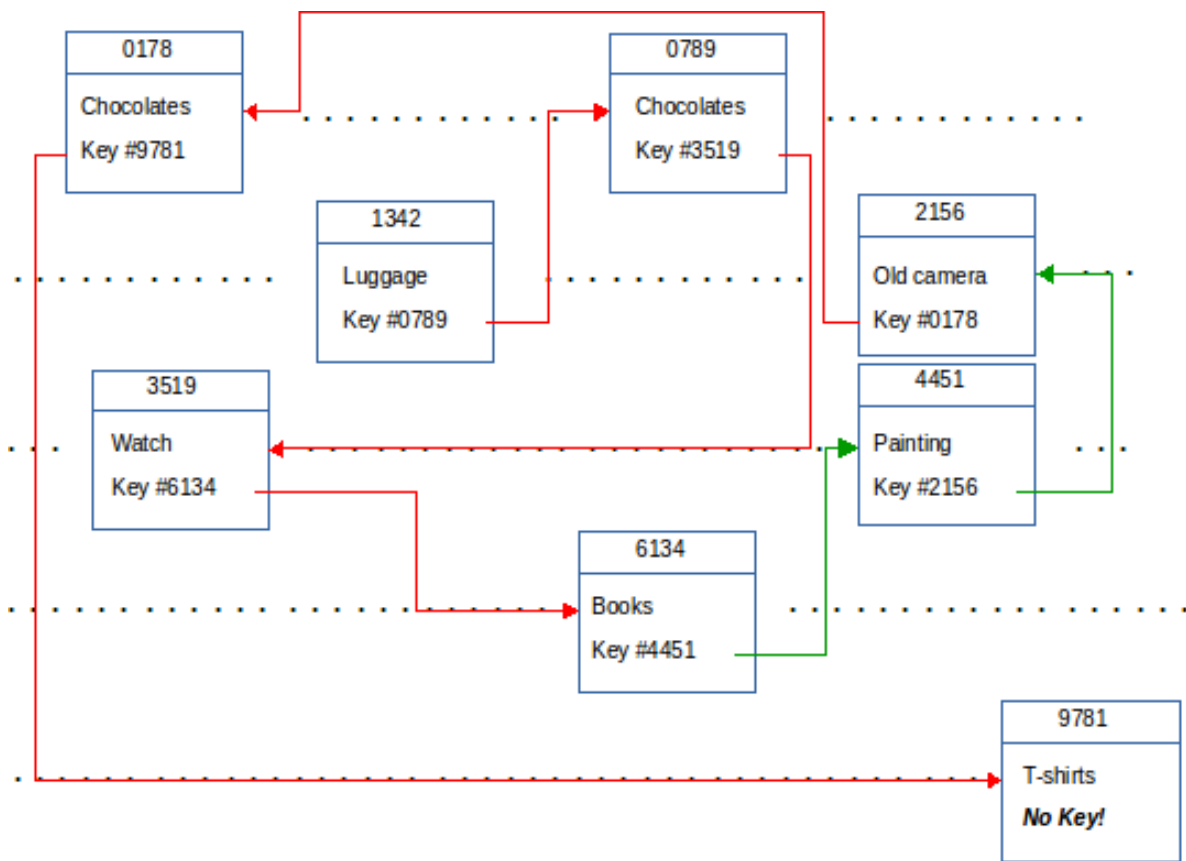 0178
Chocolates
Key #9781
0789
Chocolates
Key #3519
1342
Luggage
Key #0789
2156
Old camera
Key #0178
3519
Watch
Key #6134
4451
Painting
Key #2156
6134
Books
Key #4451
9781
T-shirts
No Key!